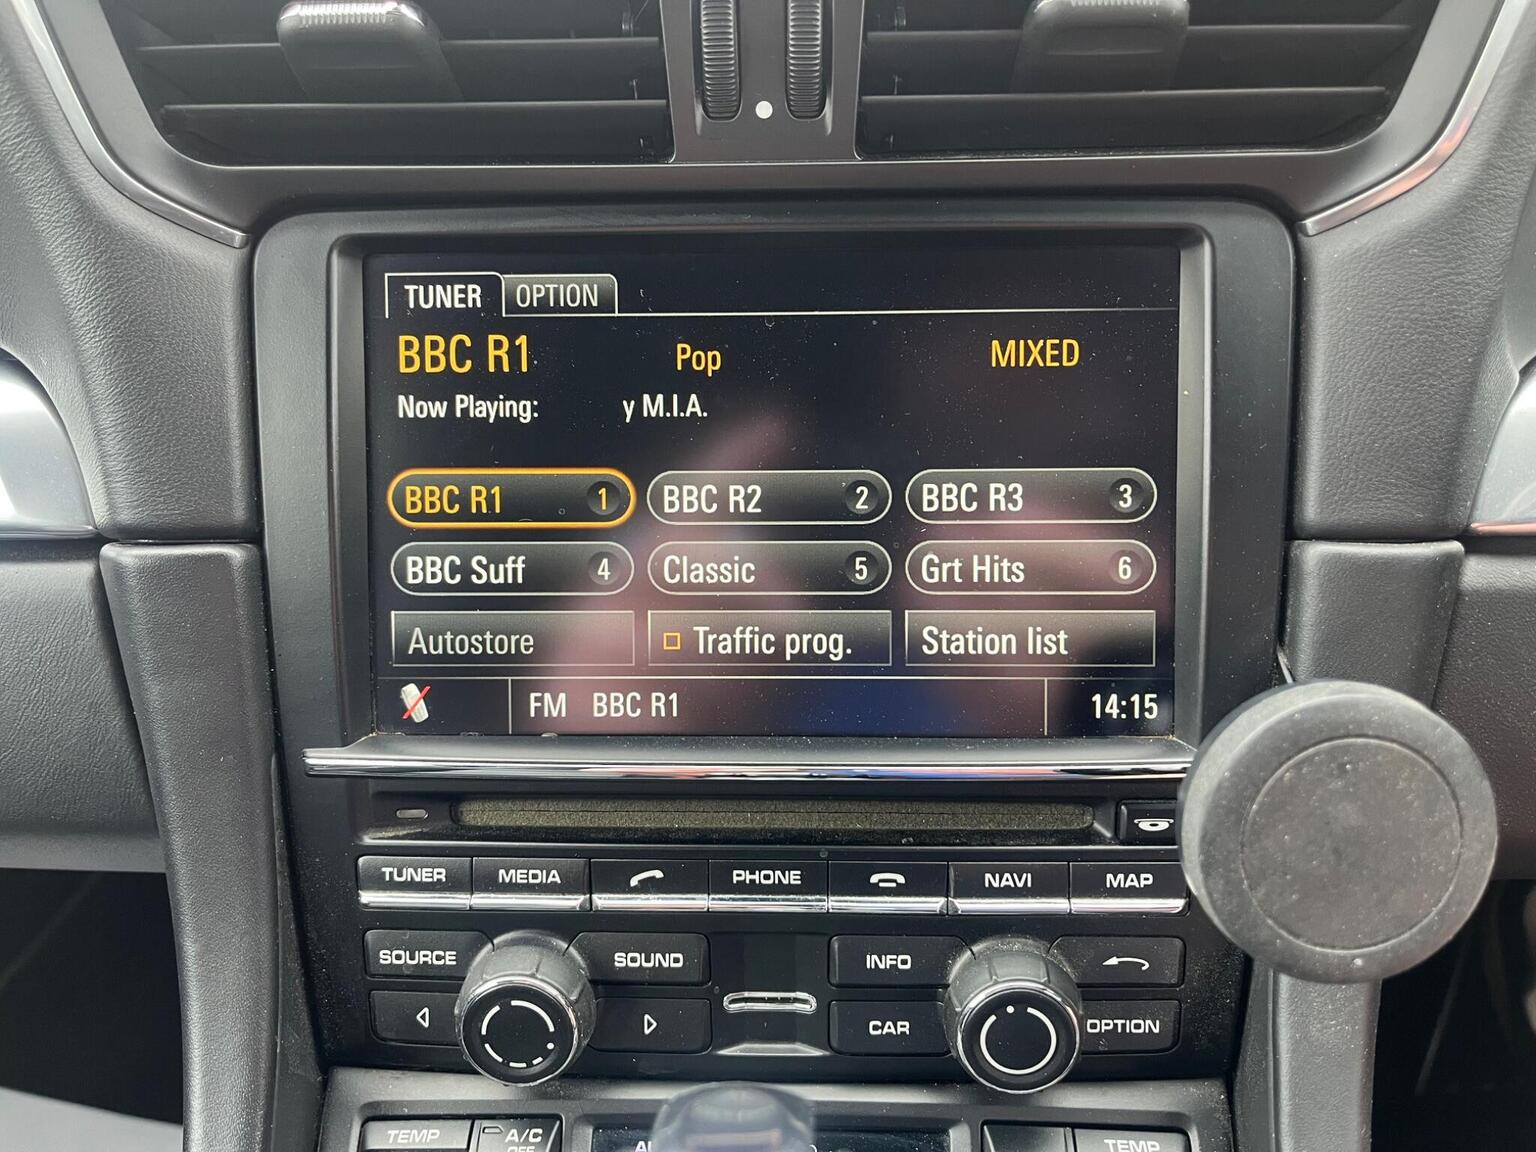 TUNER OPTION
BBC R1 Pop MIXED
Now Playing: y M.I.A.
BBC R1 1 BBC R2 2 BBC R3 3
BBC Suff 4 Classic 5 Grt Hits 6
Autostore Traffic prog. Station list
FM BBC R1 14:15
TUNER MEDIA PHONE NAVI MAP
SOURCE SOUND INFO
CAR OPTION
TEMP A/C OFF TEMP